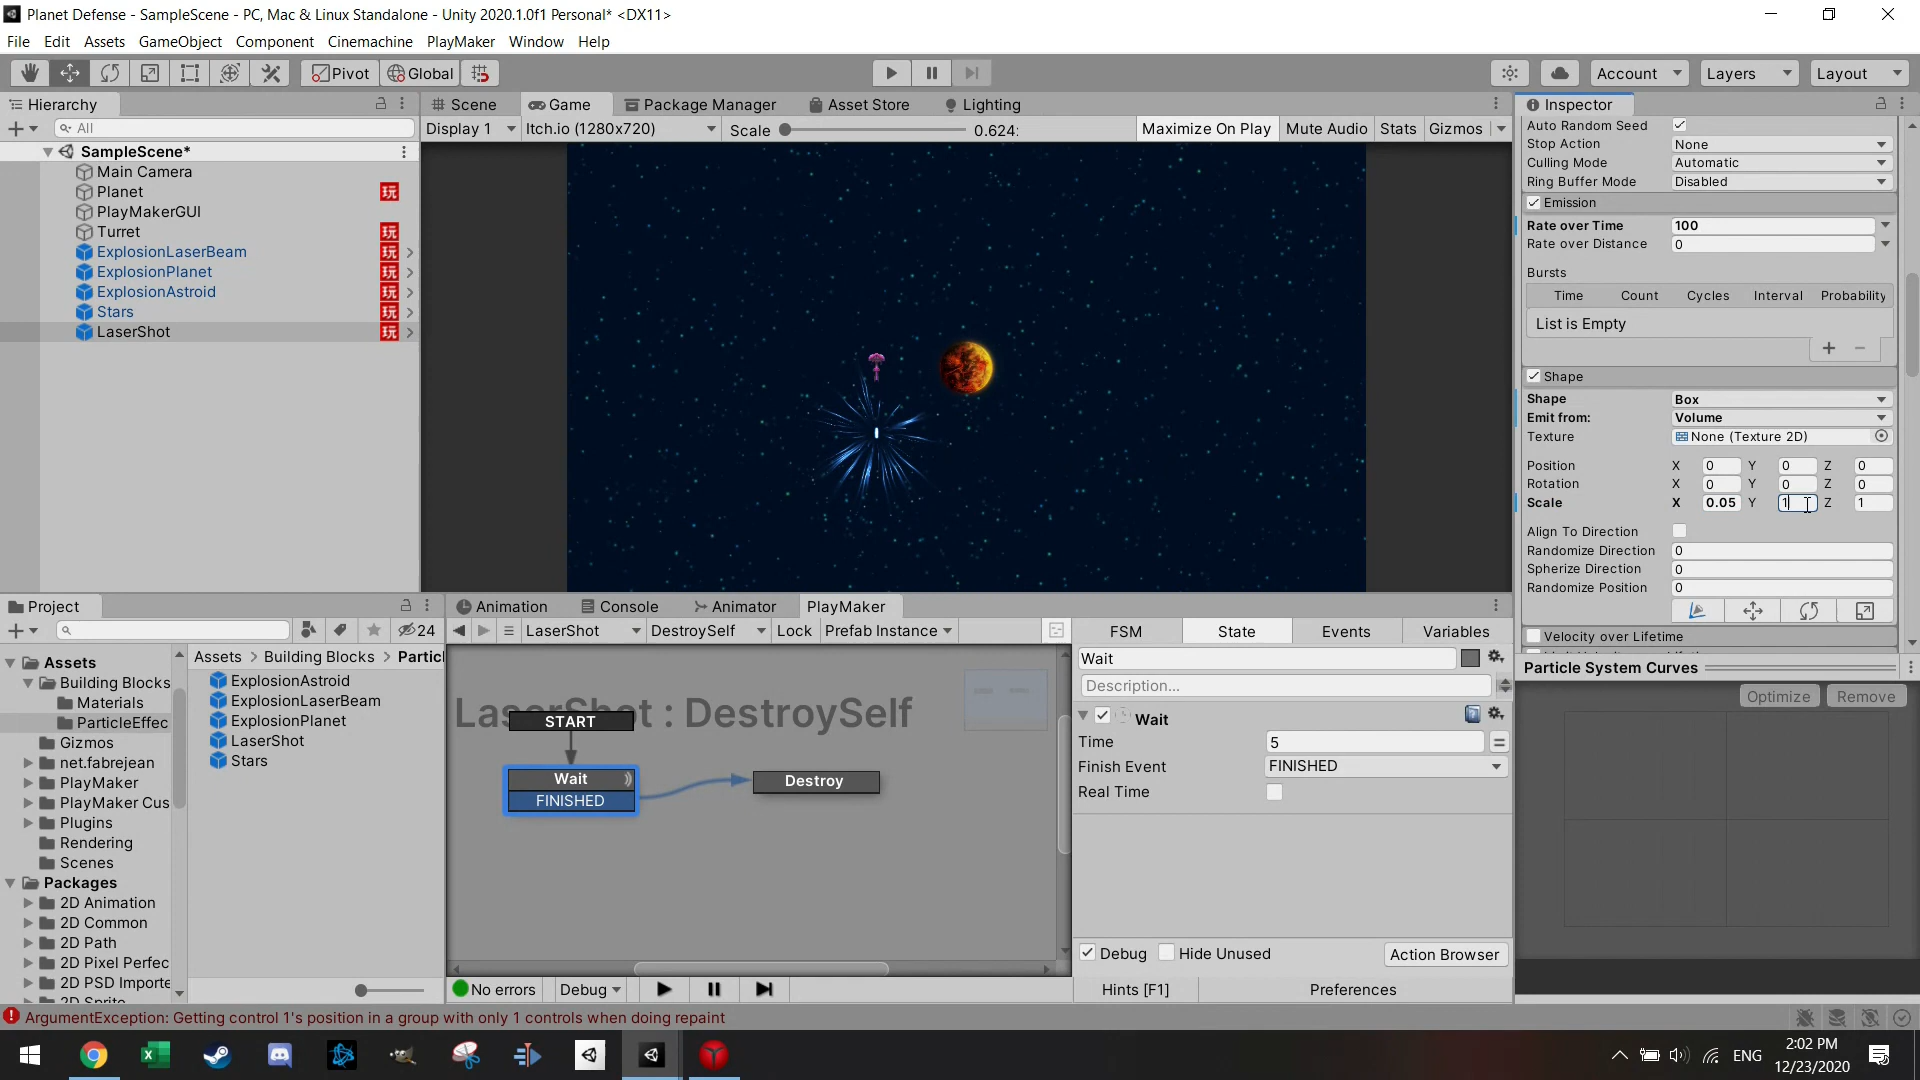 Planet Defense - SampleScene - PC, Mac & Linux Standalone - Unity 2020.1.0f1 Personal* <DX11>
File Edit Assets GameObject Component Cinemachine PlayMaker Window Help
Pivot Global Account Layers Layout
Hierarchy
All
SampleScene*
Main Camera
Planet 玩
PlayMakerGUI
Turret 玩
ExplosionLaserBeam 玩
ExplosionPlanet 玩
ExplosionAstroid 玩
Stars 玩
LaserShot 玩
Scene Game Package Manager Asset Store Lighting
Display 1 Itch.io (1280x720) Scale 0.624: Maximize On Play Mute Audio Stats Gizmos
Inspector
Auto Random Seed
Stop Action None
Culling Mode Automatic
Ring Buffer Mode Disabled
Emission
Rate over Time 100
Rate over Distance 0
Bursts
Time Count Cycles Interval Probability
List is Empty
Shape
Shape Box
Emit from: Volume
Texture None (Texture 2D)
Position X 0 Y 0 Z 0
Rotation X 0 Y 0 Z 0
Scale X 0.05 Y 1 Z 1
Align To Direction
Randomize Direction 0
Spherize Direction 0
Randomize Position 0
Velocity over Lifetime
Particle System Curves
Optimize Remove
Project
24
Assets
Building Blocks
Materials
ParticleEffec
Gizmos
net.fabrejean
PlayMaker
PlayMaker Cus
Plugins
Rendering
Scenes
Packages
2D Animation
2D Common
2D Path
2D Pixel Perfec
2D PSD Importe
2D Sprite
Assets > Building Blocks > Particl
ExplosionAstroid
ExplosionLaserBeam
ExplosionPlanet
LaserShot
Stars
Animation Console Animator PlayMaker
LaserShot DestroySelf Lock Prefab Instance
LaserShot : DestroySelf
START
Wait
FINISHED
Destroy
No errors Debug
FSM State Events Variables
Wait
Description...
Wait
Time 5
Finish Event FINISHED
Real Time
Debug Hide Unused Action Browser
Hints [F1] Preferences
ArgumentException: Getting control 1's position in a group with only 1 controls when doing repaint
ENG
2:02 PM
12/23/2020